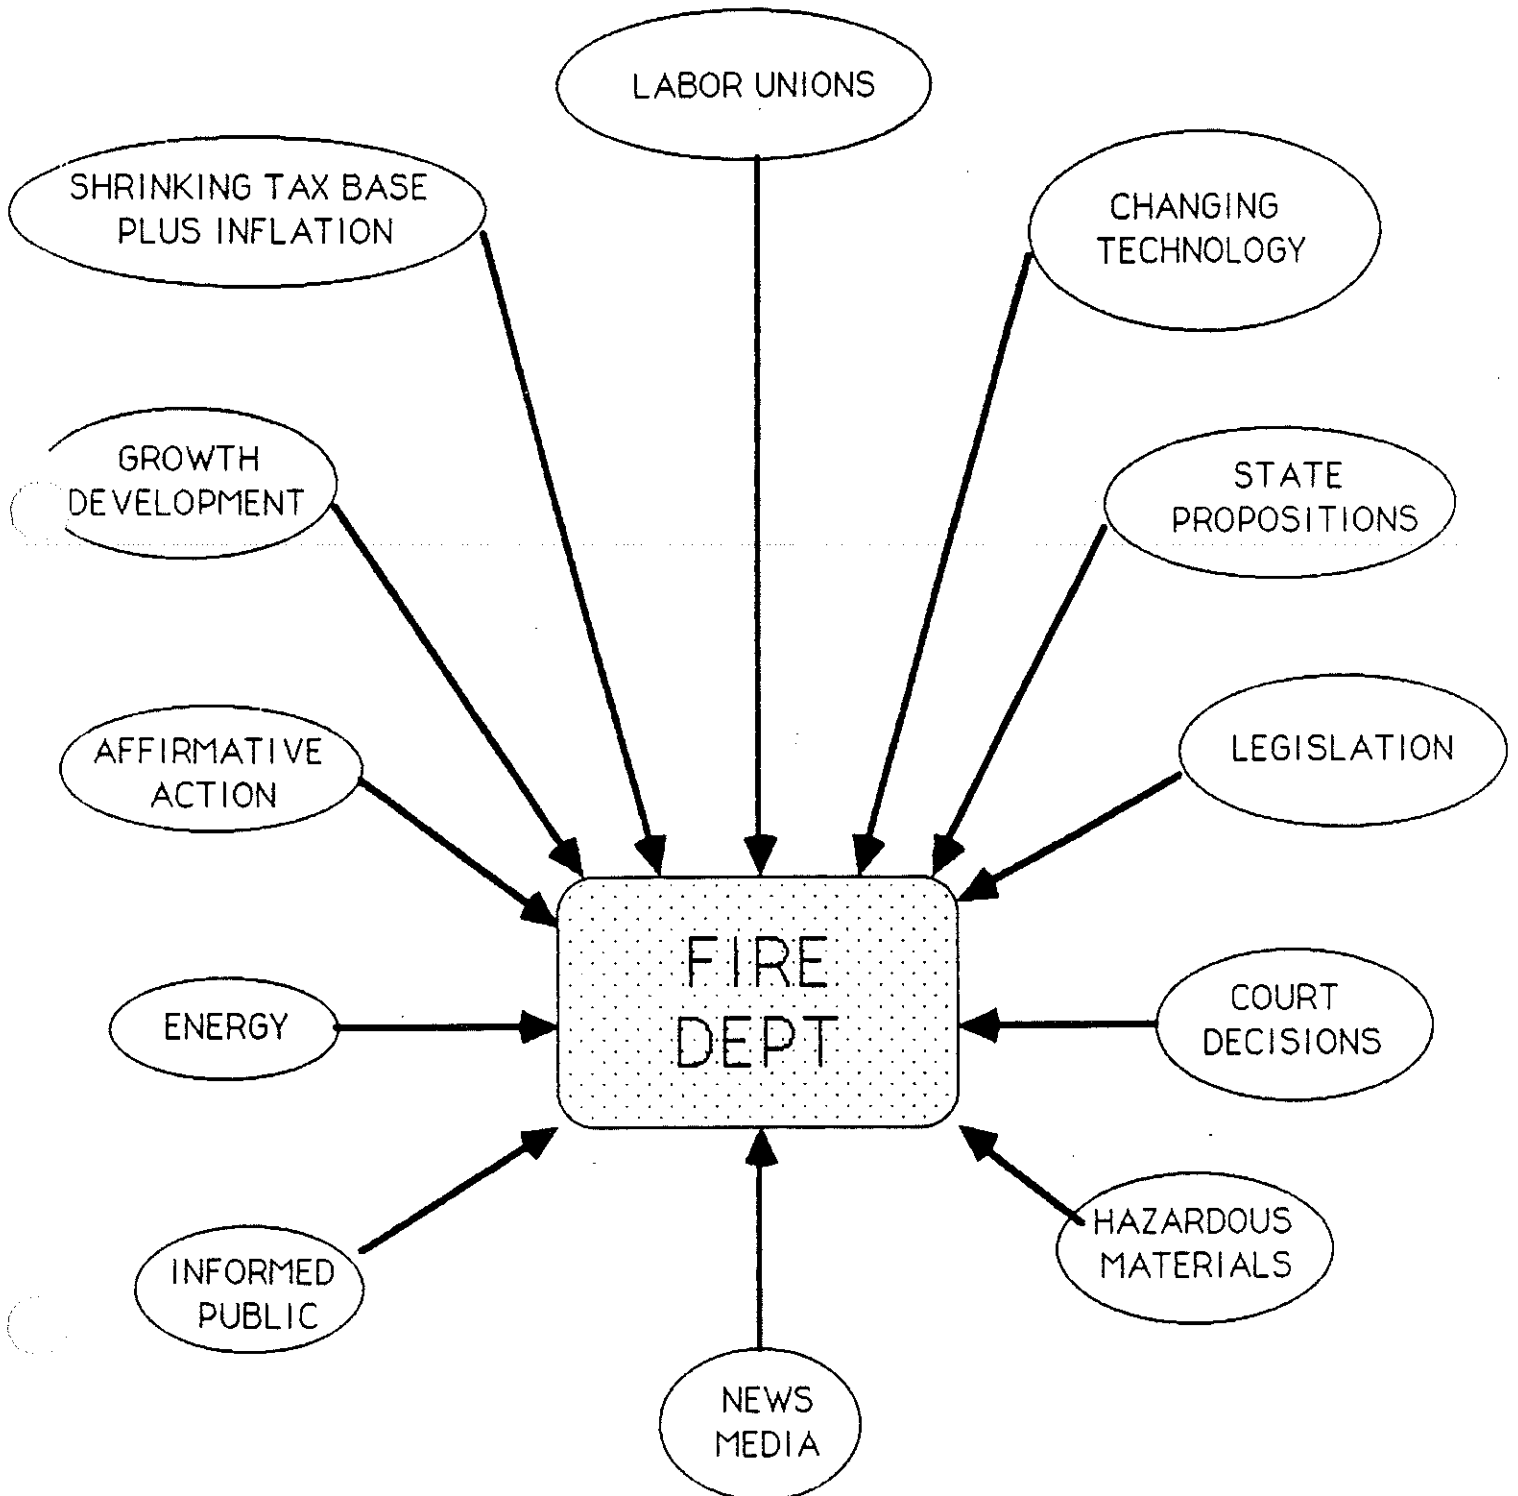 LABOR UNIONS
SHRINKING TAX BASE
PLUS INFLATION
CHANGING
TECHNOLOGY
GROWTH
DEVELOPMENT
STATE
PROPOSITIONS
AFFIRMATIVE
ACTION
LEGISLATION
FIRE
DEPT
ENERGY
COURT
DECISIONS
INFORMED
PUBLIC
HAZARDOUS
MATERIALS
NEWS
MEDIA